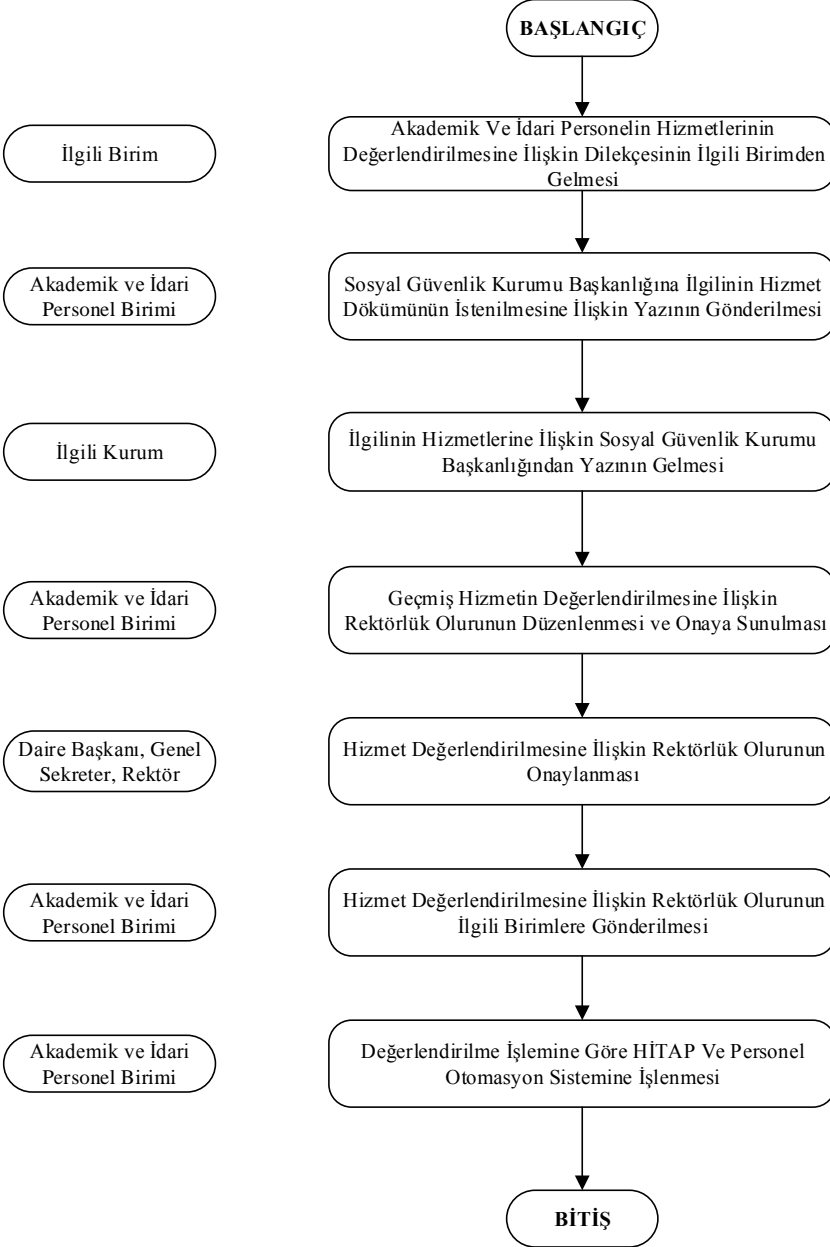 BAŞLANGIÇ
İlgili Birim
Akademik Ve İdari Personelin Hizmetlerinin
Değerlendirilmesine İlişkin Dilekçesinin İlgili Birimden
Gelmesi
Akademik ve İdari
Personel Birimi
Sosyal Güvenlik Kurumu Başkanlığına İlgilinin Hizmet
Dökümünün İstenilmesine İlişkin Yazının Gönderilmesi
İlgili Kurum
İlgilinin Hizmetlerine İlişkin Sosyal Güvenlik Kurumu
Başkanlığından Yazının Gelmesi
Akademik ve İdari
Personel Birimi
Geçmiş Hizmetin Değerlendirilmesine İlişkin
Rektörlük Olurunun Düzenlenmesi ve Onaya Sunulması
Daire Başkanı, Genel
Sekreter, Rektör
Hizmet Değerlendirilmesine İlişkin Rektörlük Olurunun
Onaylanması
Akademik ve İdari
Personel Birimi
Hizmet Değerlendirilmesine İlişkin Rektörlük Olurunun
İlgili Birimlere Gönderilmesi
Akademik ve İdari
Personel Birimi
Değerlendirilme İşlemine Göre HİTAP Ve Personel
Otomasyon Sistemine İşlenmesi
BİTİŞ